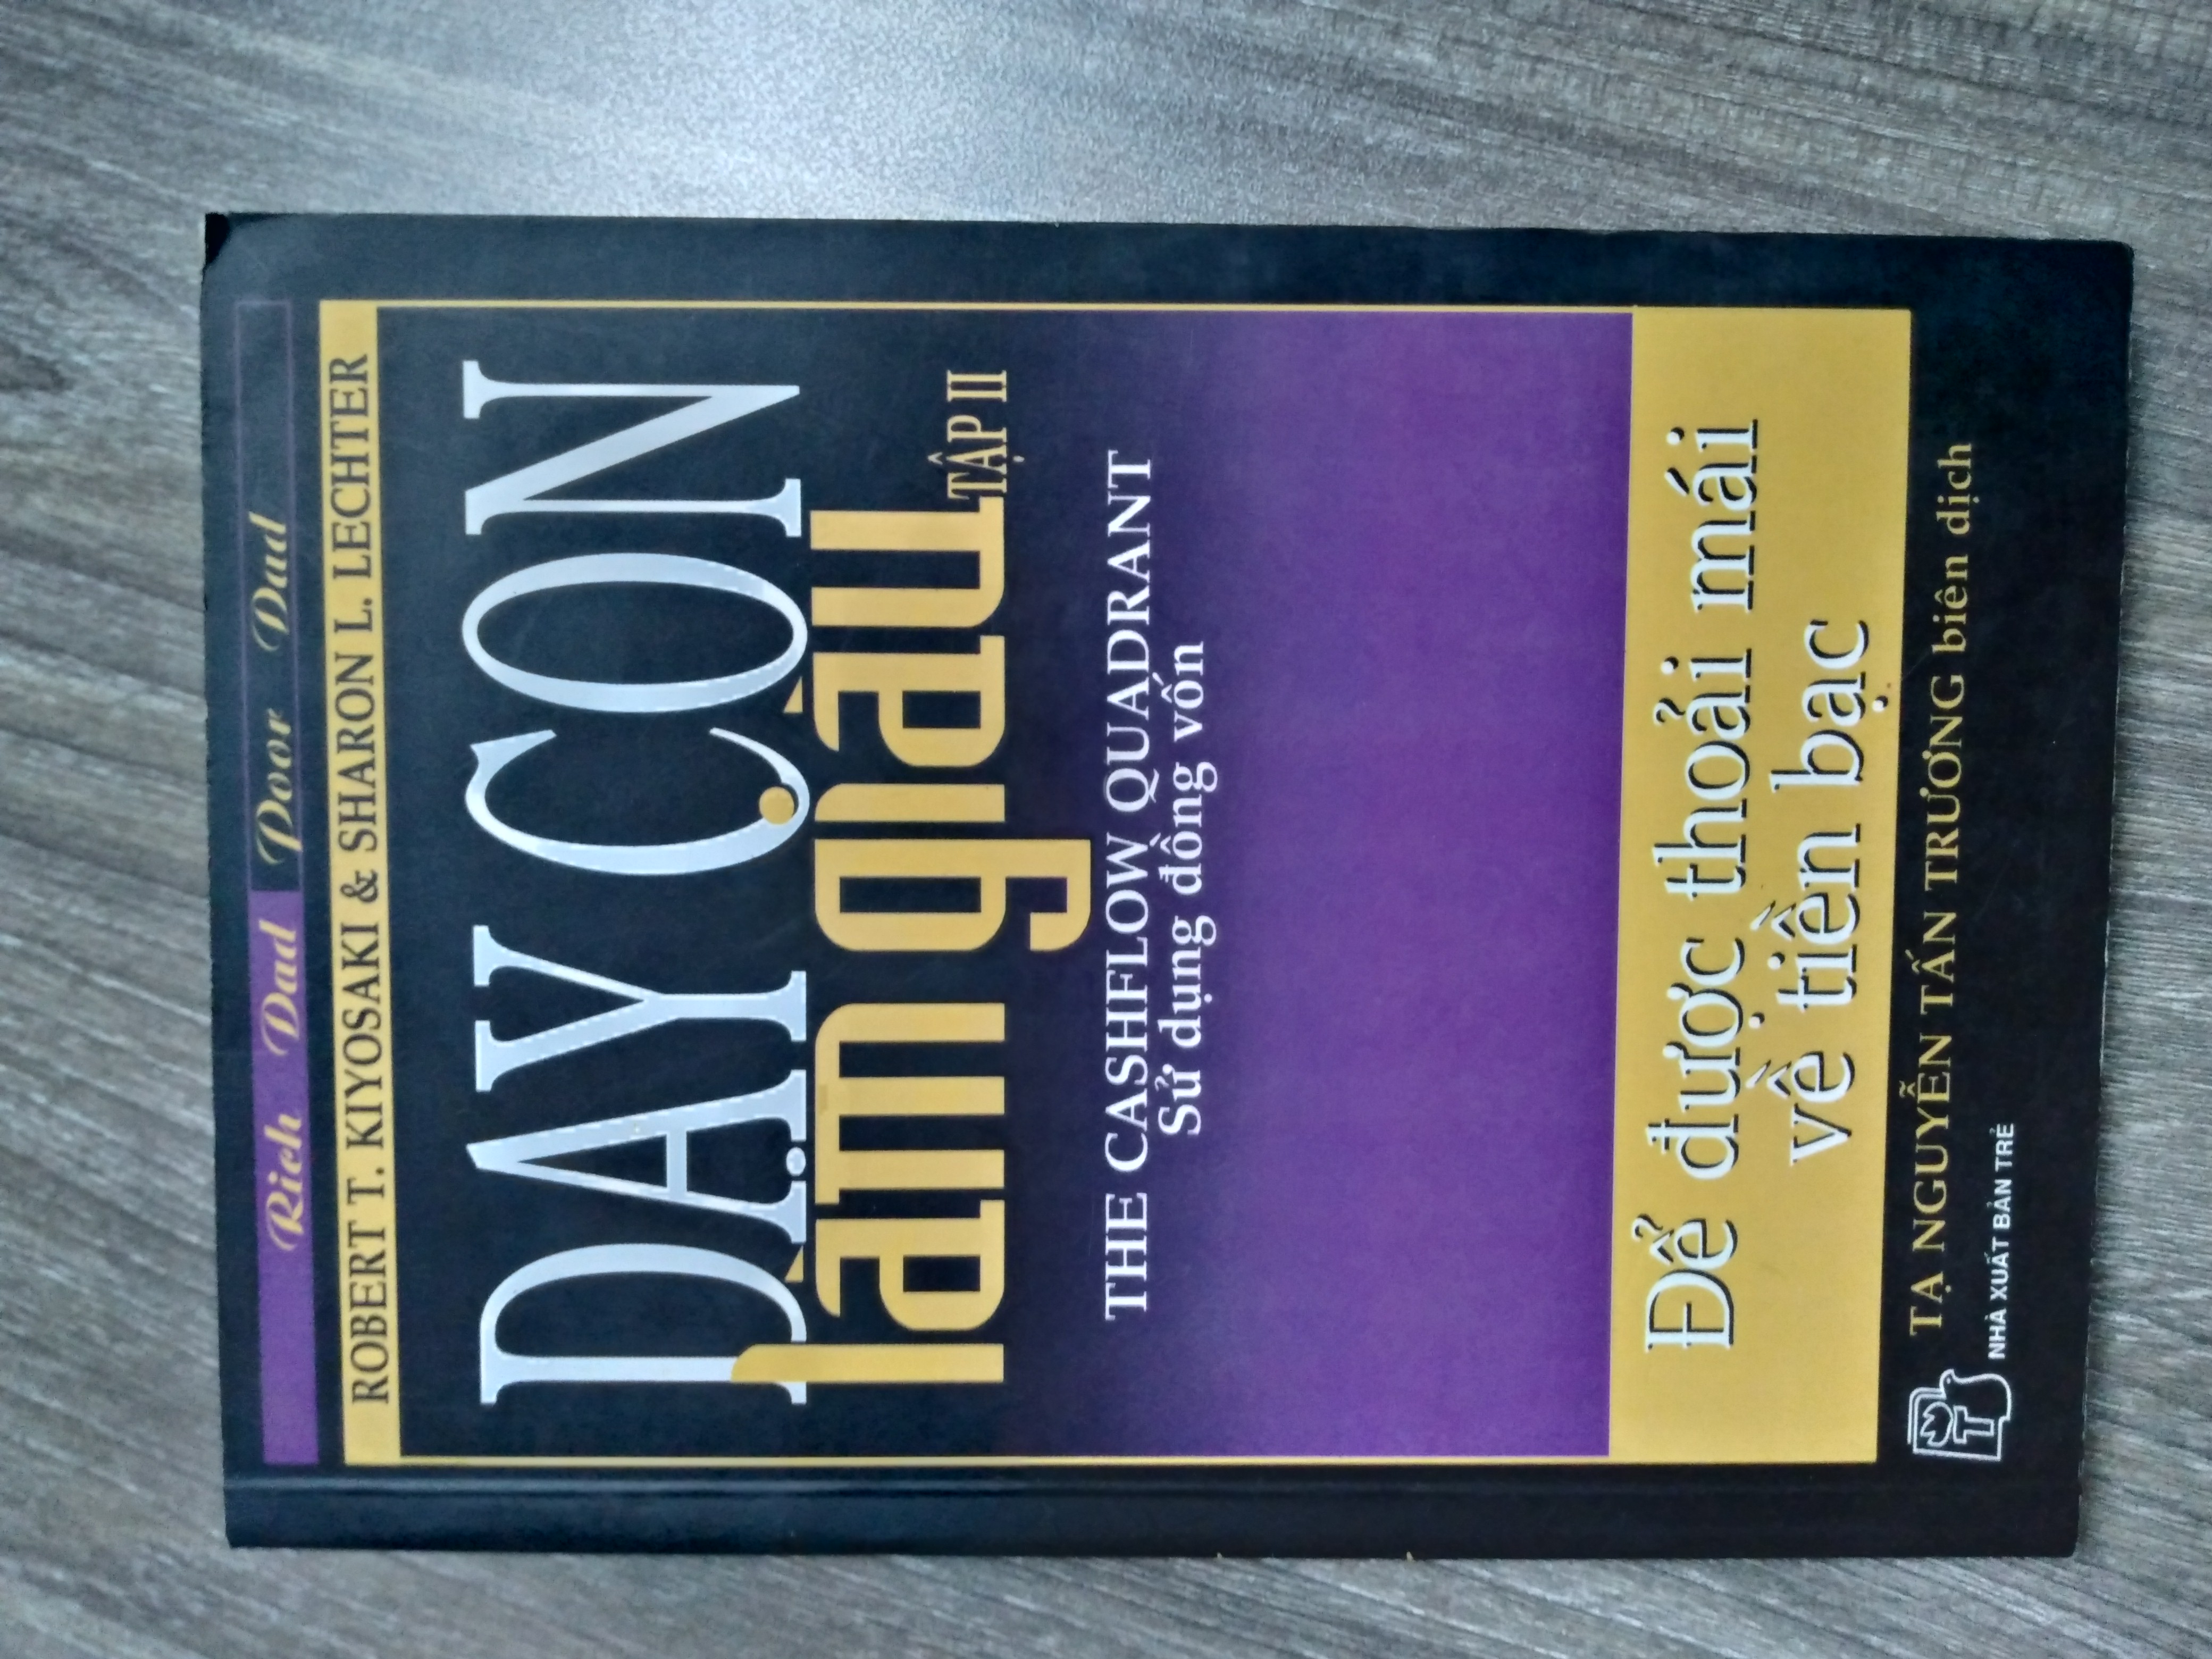 Rich Dad Poor Dad
ROBERT T. KIYOSAKI & SHARON L. LECHTER
DẠY CON
làm giàu TẬP II
THE CASHFLOW QUADRANT
Sử dụng đồng vốn
Để được thoải mái
về tiền bạc
TẠ NGUYỄN TẤN TRƯƠNG biên dịch
T
NHÀ XUẤT BẢN TRẺ